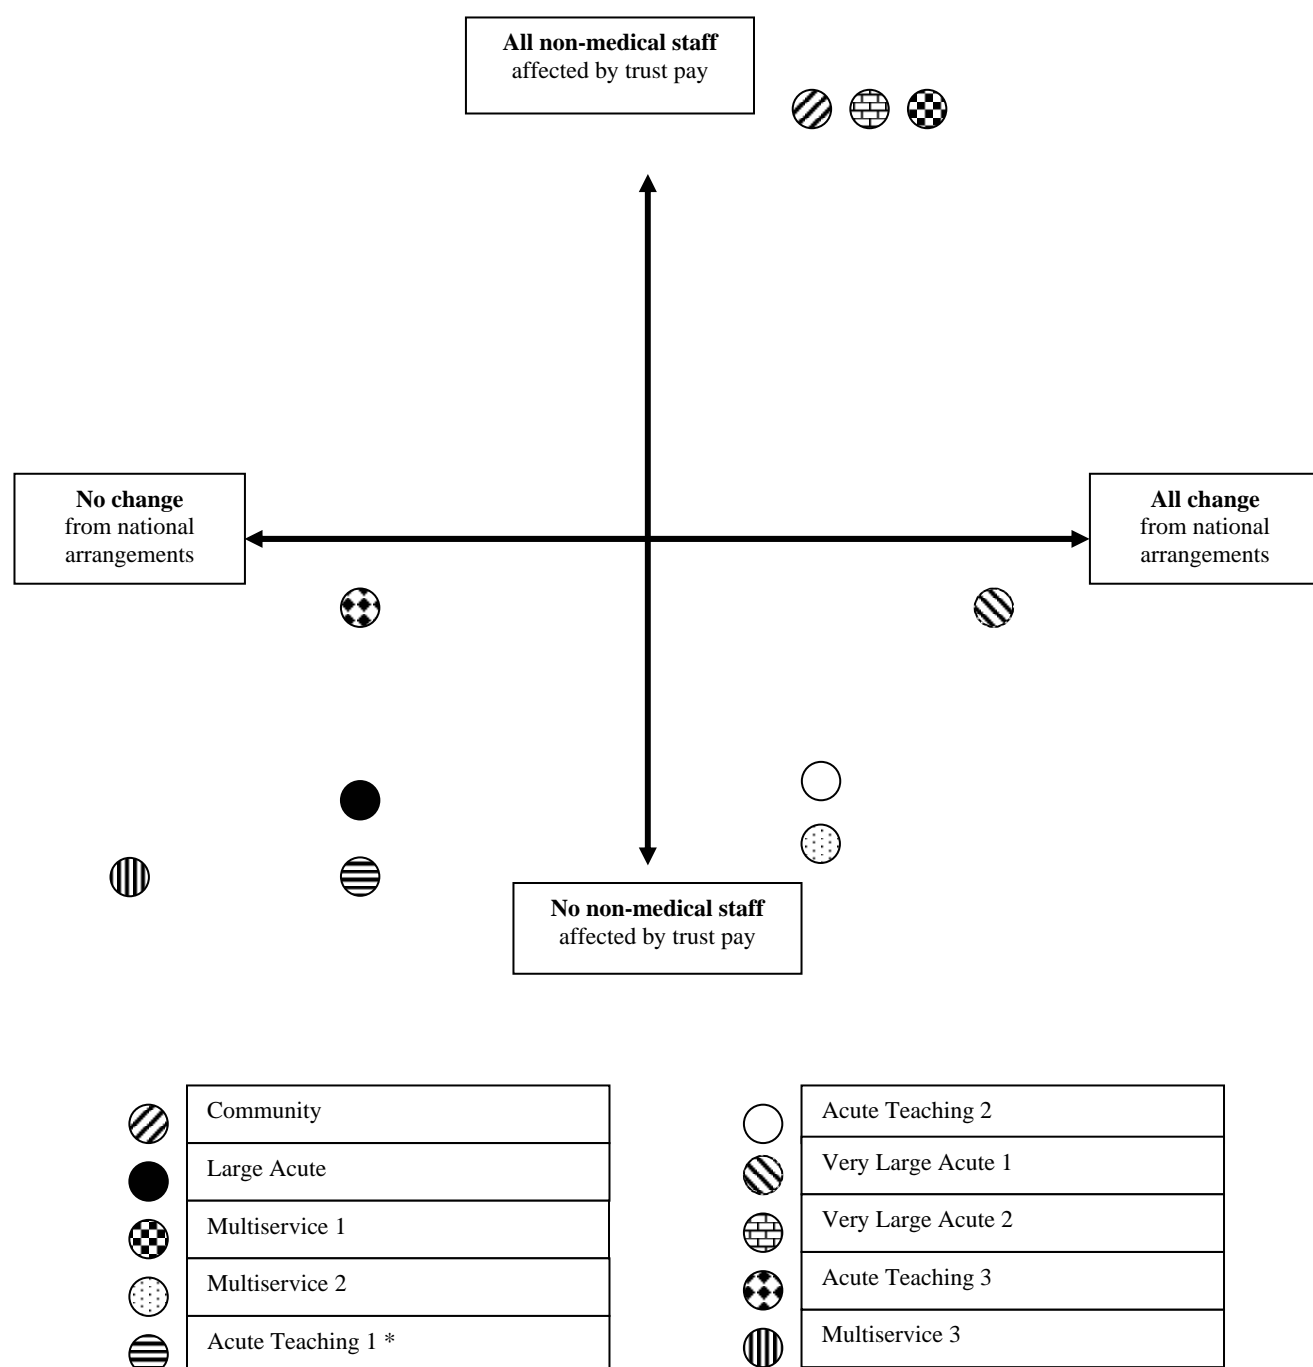 All non-medical staff
affected by trust pay
No change
from national
arrangements
All change
from national
arrangements
No non-medical staff
affected by trust pay
Community
Large Acute
Multiservice 1
Multiservice 2
Acute Teaching 1 *
Acute Teaching 2
Very Large Acute 1
Very Large Acute 2
Acute Teaching 3
Multiservice 3